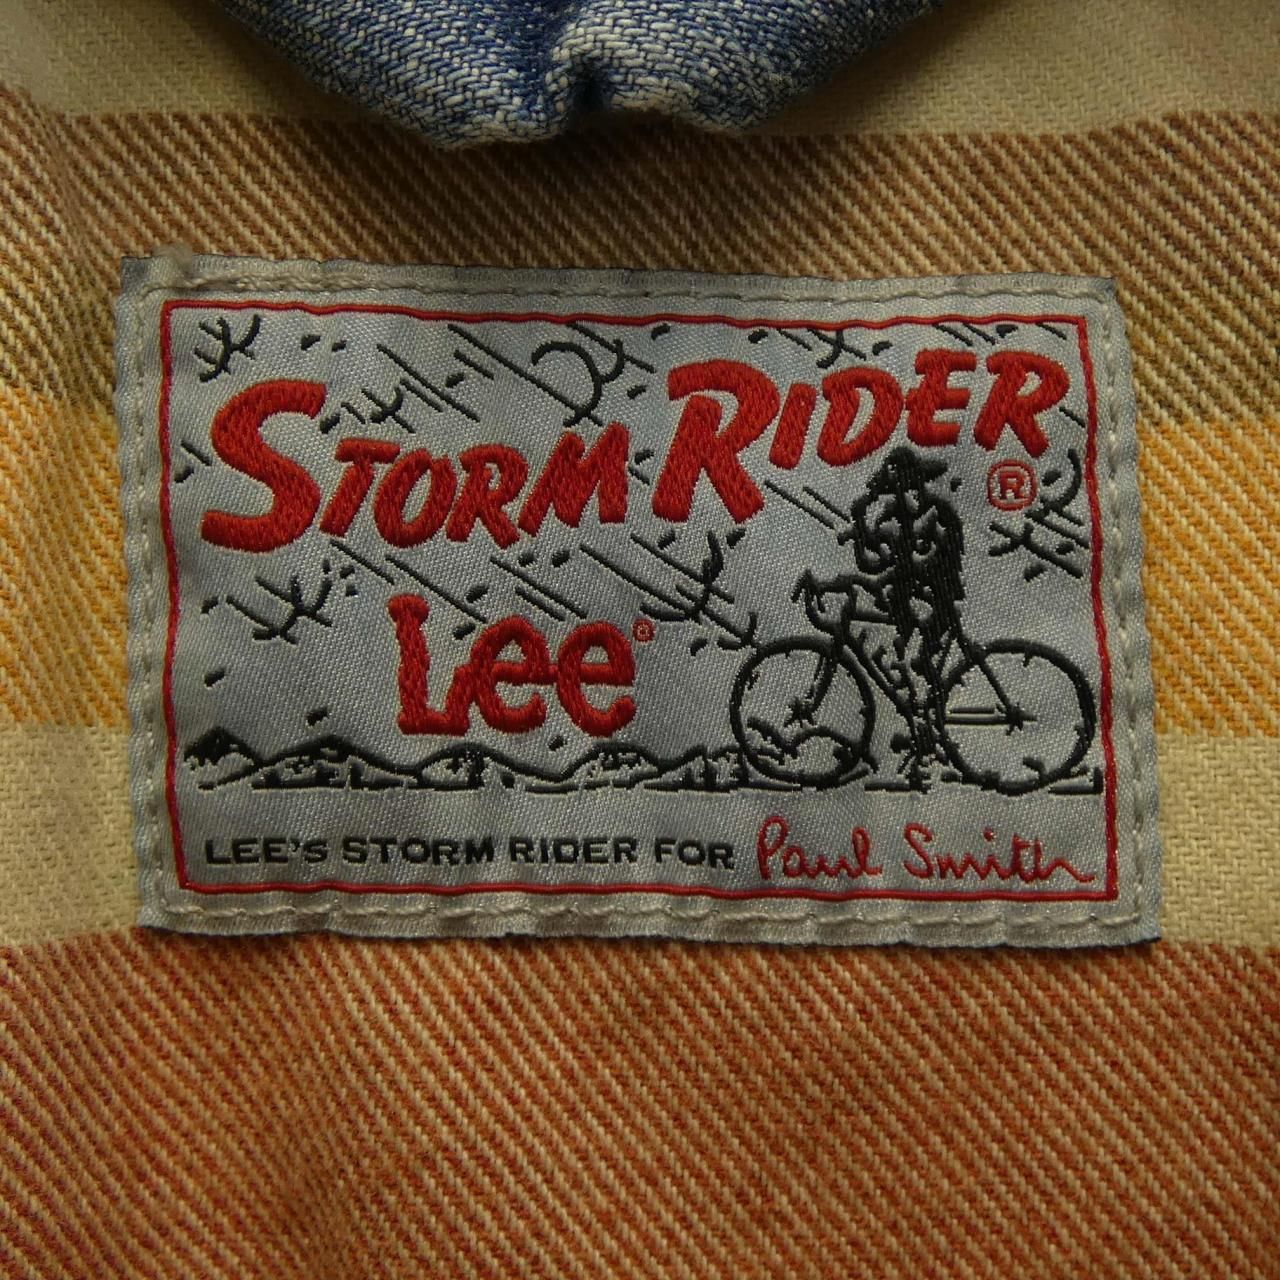 STORM RIDER®
Lee®
LEE'S STORM RIDER FOR Paul Smith